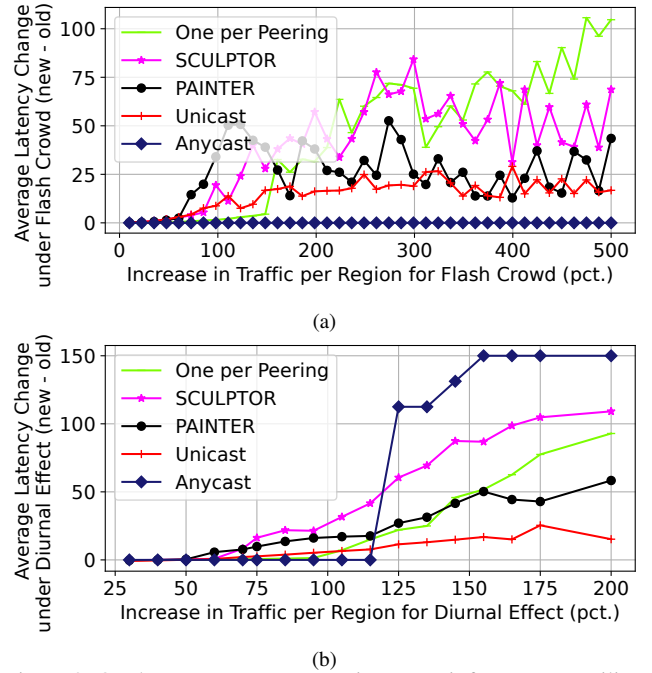 100
75
50
25
0
Average Latency Change
under Flash Crowd (new - old)
One per Peering
SCULPTOR
PAINTER
Unicast
Anycast
0 100 200 300 400 500
Increase in Traffic per Region for Flash Crowd (pct.)
(a)
150
100
50
0
Average Latency Change
under Diurnal Effect (new - old)
One per Peering
SCULPTOR
PAINTER
Unicast
Anycast
25 50 75 100 125 150 175 200
Increase in Traffic per Region for Diurnal Effect (pct.)
(b)